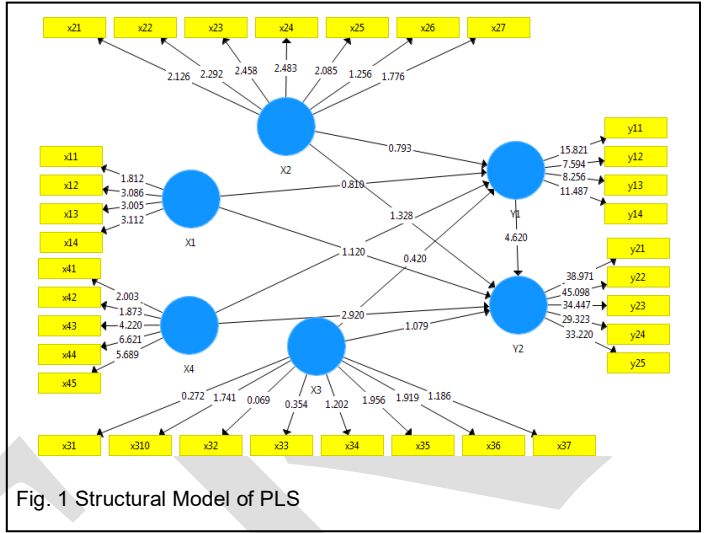 x21 x22 x23 x24 x25 x26 x27
2.126 2.292 2.458 2.483 2.085 1.256 1.776
X2
0.793
x11
x12
x13
x14
1.812
3.086
3.005
3.112
X1
0.810
1.328
1.120
0.420
y11
y12
y13
y14
15.821
7.594
8.256
11.487
Y1
4.620
x41
x42
x43
x44
x45
2.003
1.873
4.220
6.621
5.689
X4
2.920
1.079
X3
y21
y22
y23
y24
y25
38.971
45.098
34.447
29.323
33.220
Y2
0.272 1.741 0.069 0.354 1.202 1.956 1.919 1.186
x31 x310 x32 x33 x34 x35 x36 x37
Fig. 1 Structural Model of PLS